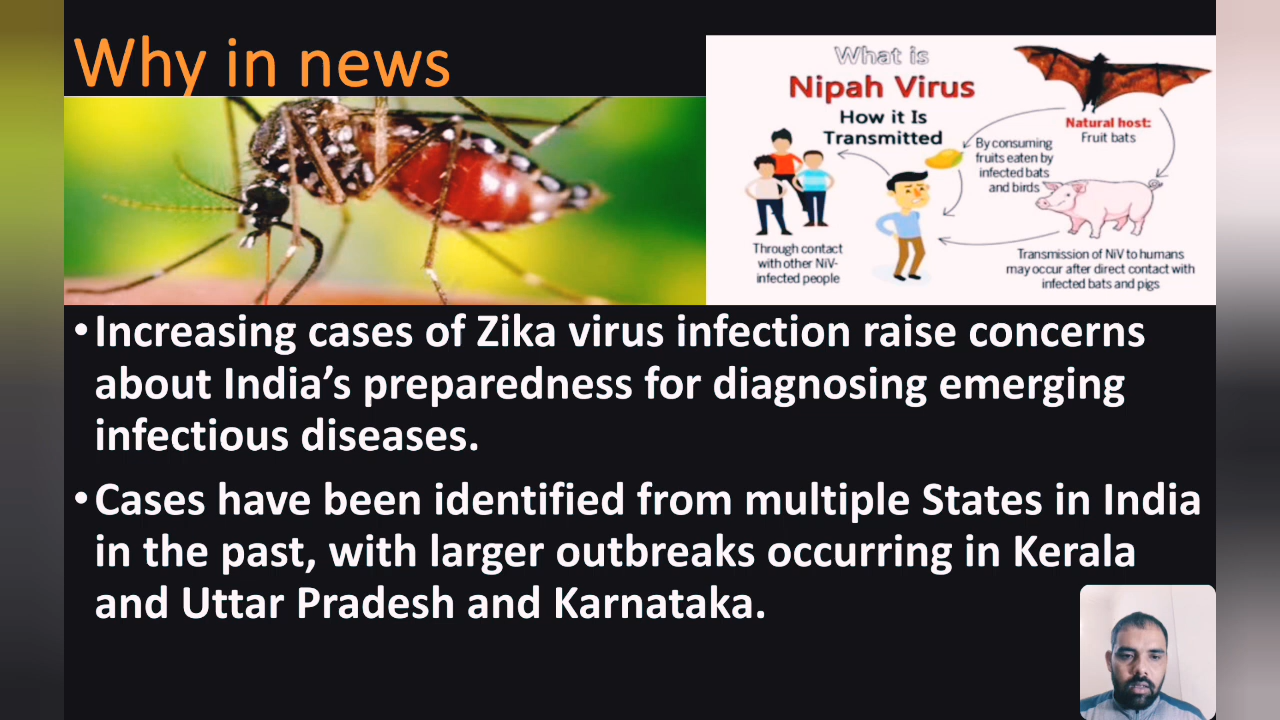 Why in news
What is
Nipah Virus
How it Is
Transmitted
Natural host:
Fruit bats
By consuming
fruits eaten by
infected bats
and birds
Through contact
with other NiV-
infected people
Transmission of NiV to humans
may occur after direct contact with
infected bats and pigs
• Increasing cases of Zika virus infection raise concerns
about India’s preparedness for diagnosing emerging
infectious diseases.
• Cases have been identified from multiple States in India
in the past, with larger outbreaks occurring in Kerala
and Uttar Pradesh and Karnataka.